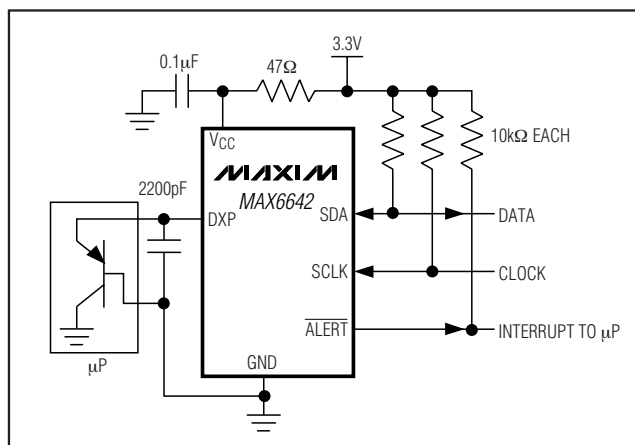 3.3V
0.1μF
47Ω
VCC
10kΩ EACH
MAXIM
MAX6642
2200pF
DXP
SDA
DATA
SCLK
CLOCK
ALERT
INTERRUPT TO μP
GND
μP